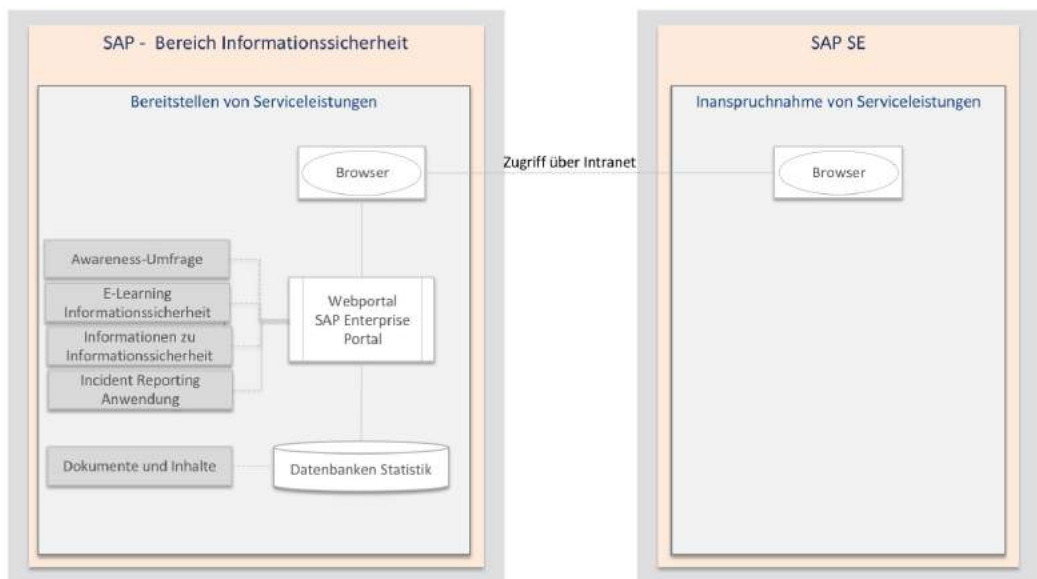 SAP - Bereich Informationssicherheit
Bereitstellen von Serviceleistungen
Browser
Awareness-Umfrage
E-Learning
Informationssicherheit
Informationen zu
Informationssicherheit
Incident Reporting
Anwendung
Webportal
SAP Enterprise
Portal
Dokumente und Inhalte
Datenbanken Statistik
Zugriff über Intranet
SAP SE
Inanspruchnahme von Serviceleistungen
Browser